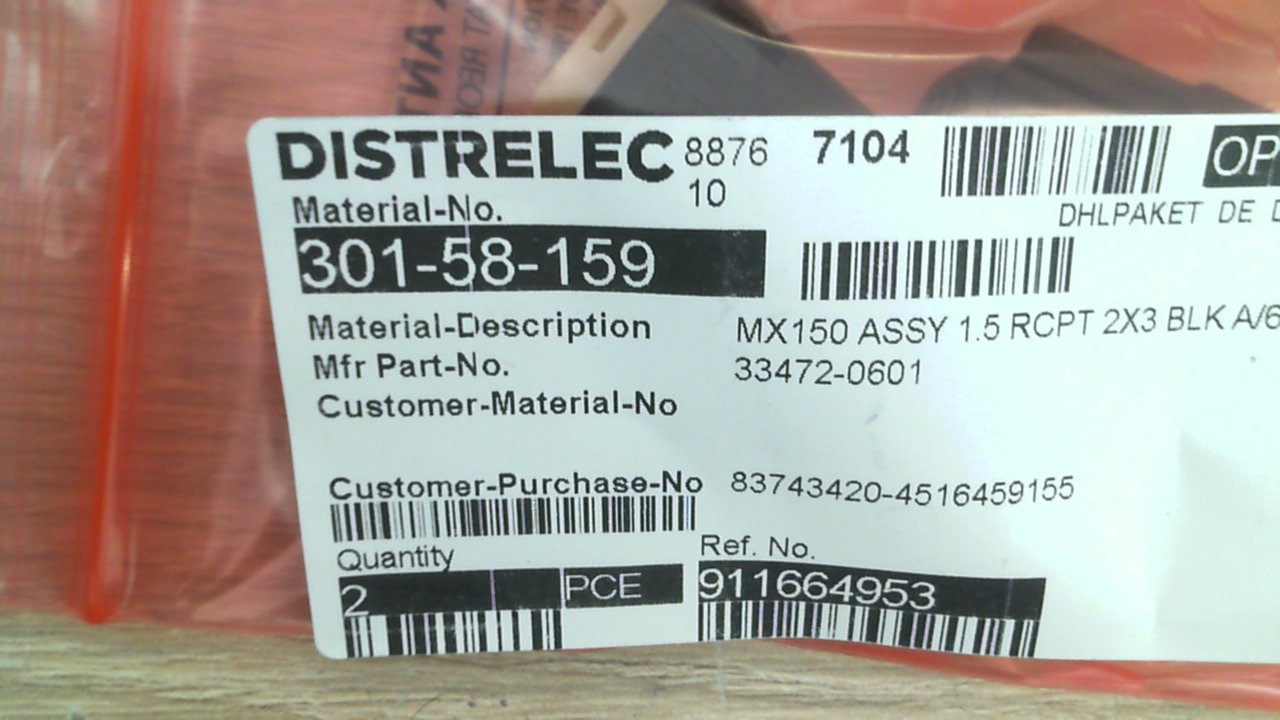 DISTRELEC 8876 7104 OP
10
DHLPAKET DE
Material-No.
301-58-159
Material-Description MX150 ASSY 1.5 RCPT 2X3 BLK A/6
Mfr Part-No. 33472-0601
Customer-Material-No
Customer-Purchase-No 83743420-4516459155
Quantity Ref. No.
2 PCE 911664953